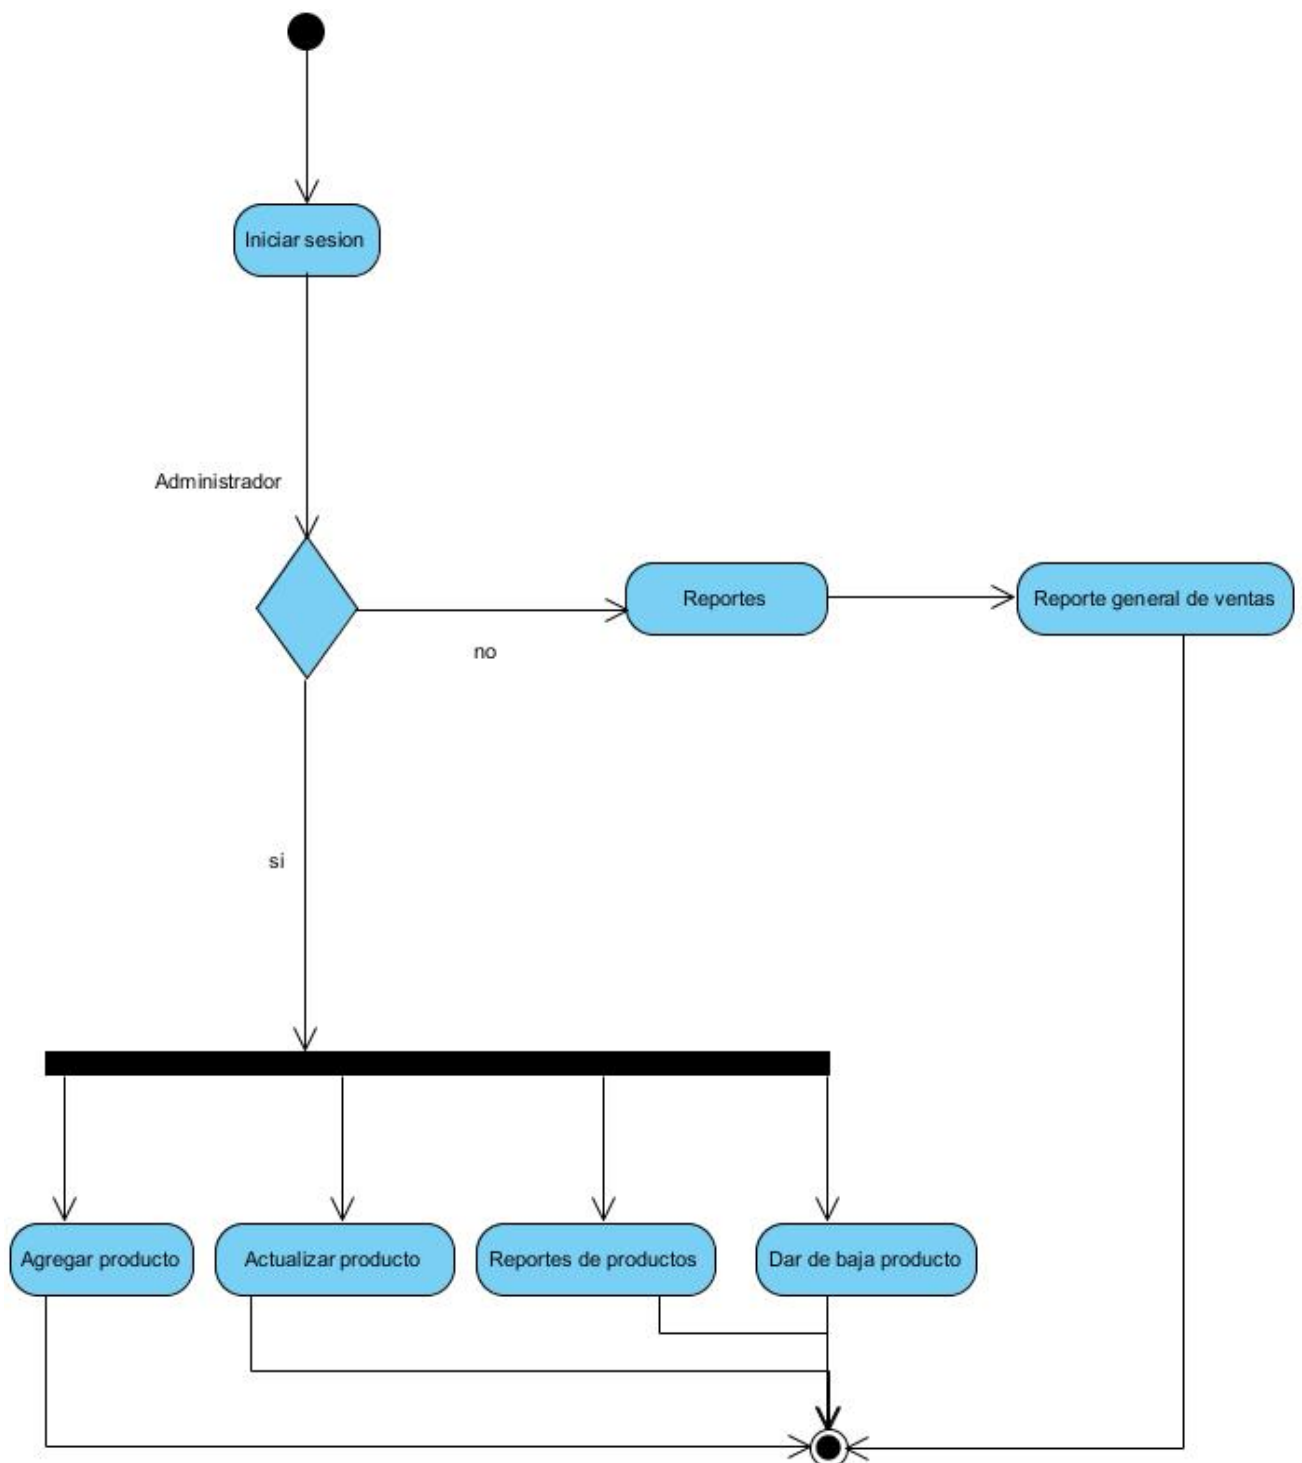 Iniciar sesion
Administrador
Reportes
Reporte general de ventas
no
si
Agregar producto
Actualizar producto
Reportes de productos
Dar de baja producto